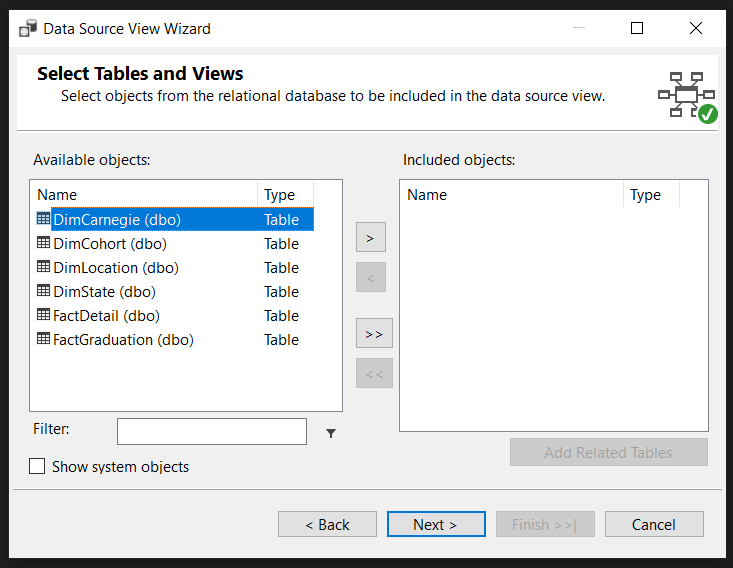 Data Source View Wizard
Select Tables and Views
Select objects from the relational database to be included in the data source view.
Available objects:
Included objects:
Name Type
Name Type
DimCarnegie (dbo) Table
DimCohort (dbo) Table
DimLocation (dbo) Table
DimState (dbo) Table
FactDetail (dbo) Table
FactGraduation (dbo) Table
>
<
>>
<<
Filter:
Add Related Tables
Show system objects
< Back
Next >
Finish >>|
Cancel